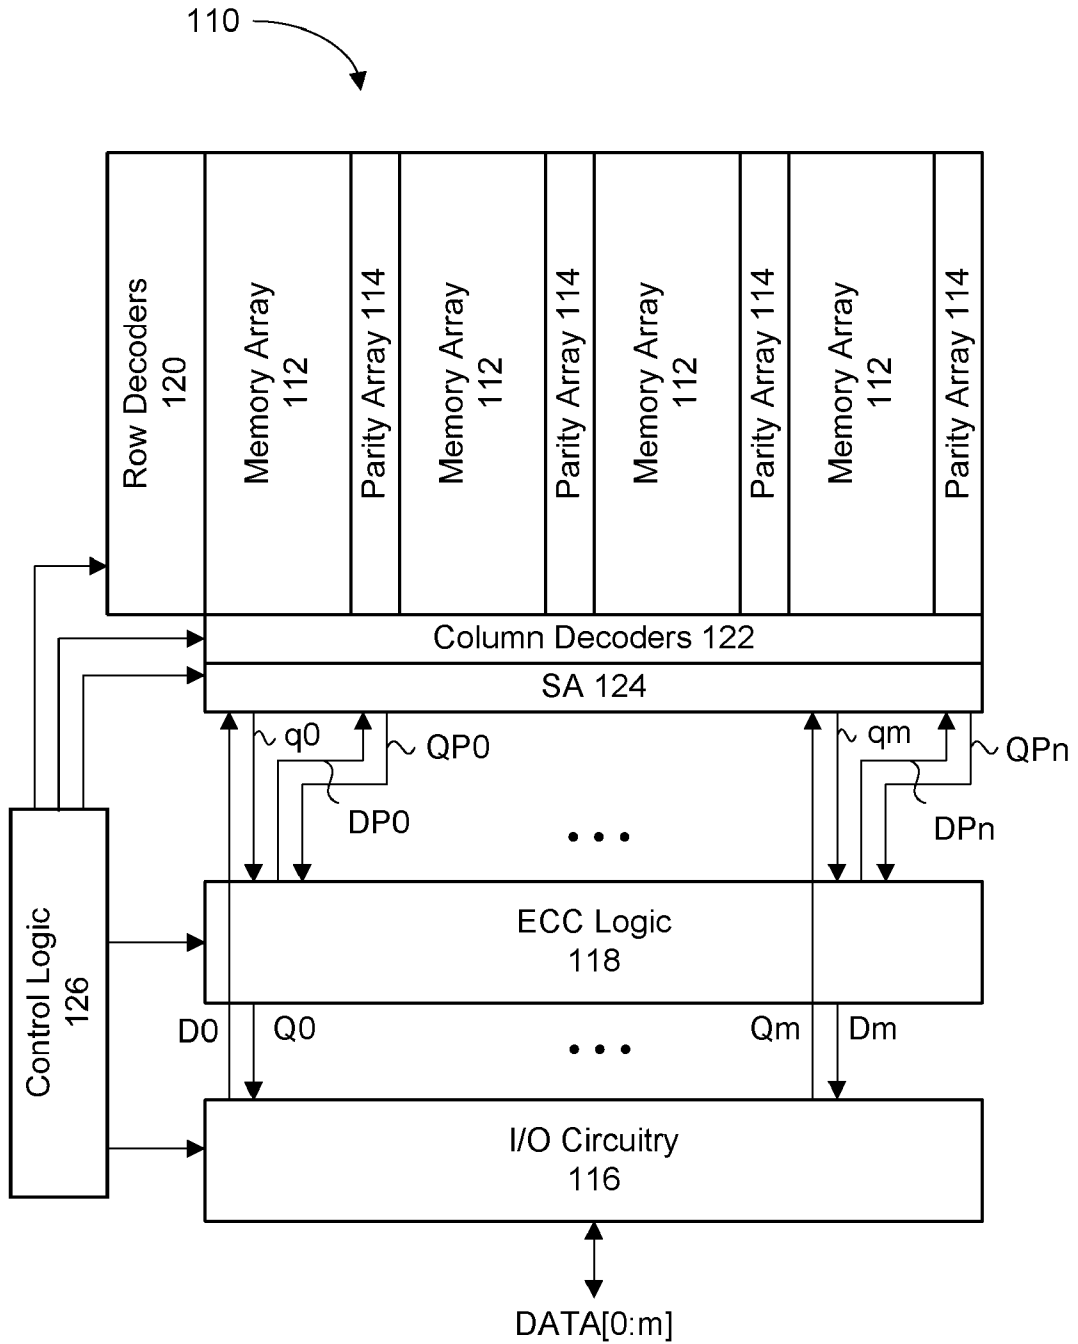 110
Row Decoders
120
Memory Array
112
Parity Array 114
Memory Array
112
Parity Array 114
Memory Array
112
Parity Array 114
Memory Array
112
Parity Array 114
Column Decoders 122
SA 124
q0
QP0
DP0
qm
QPn
DPn
• • •
ECC Logic
118
Control Logic
126
D0
Q0
• • •
Qm
Dm
I/O Circuitry
116
DATA[0:m]